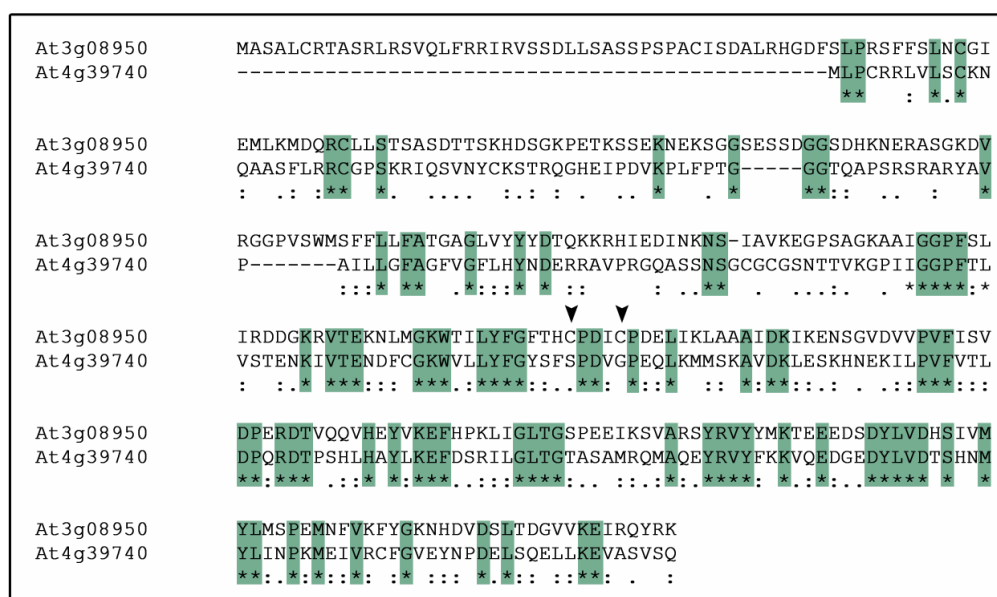 At3g08950 MASALCRTASRLRSVQLFRRIRVSSDLLSASSPSPACISDALRHGDFSLPRSFFSLNCGI
At4g39740 -----------------------------------------------MLPCRRLVLSCKN
** : *.*
At3g08950 EMLKMDQRCLLSTSASDTTSKHDSGKPETKSSEKNEKSGGSESSDGGSDHKNERASGKDV
At4g39740 QAASFLRRCGPSKRIQSVNYCKSTRQGHEIPDVKPLFPTG-----GGTQAPSRSRARYAV
: .: :** *. .... : :. . :.. * . * **:: .. : *
At3g08950 RGGPVSWMSFFLLFATGAGLVYYYDTQKKRHIEDINKNS-IAVKEGPSAGKAAIGGPFSL
At4g39740 P-------AILLGFAGFVGFLHYNDERRAVPRGQASSNSGCGCGSNTTVKGPIIGGPFTL
:::* ** .*:::* * :: : ..** . ..:. . *****:*
At3g08950 IRDDGKRVTEKNLMGKWTILYFGFTHCPDICPDELIKLAAAIDKIKENSGVDVVPVFISV
At4g39740 VSTENKIVTENDFCGKWVLLYFGYSFSPDVGPEQLKMMSKAVDKLESKHNEKILPVFVTL
: :.* ***::: ***.:****::..**: *::* :: *:**::.: . .::***:::
At3g08950 DPERDTVQQVHEYVKEFHPKLIGLTGSPEEIKSVARSYRVYYMKTEEEDSDYLVDHSIVM
At4g39740 DPQRDTPSHLHAYLKEFDSRILGLTGTASAMRQMAQEYRVYFKKVQEDGEDYLVDTSHNM
**:*** .::* *:***..:::****:.. ::.:*:.****: *.:*:..***** * *
At3g08950 YLMSPEMNFVKFYGKNHDVDSLTDGVVKEIRQYRK
At4g39740 YLINPKMEIVRCFGVEYNPDELSQELLKEVASVSQ
**:.*:*::*: :* ::: *.*:: ::**: . :